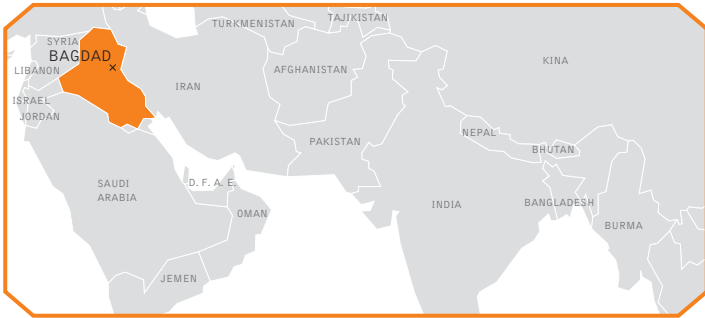 TURKMENISTAN
TAJIKISTAN
SYRIA
BAGDAD
KINA
LIBANON
AFGHANISTAN
IRAN
ISRAEL
JORDAN
NEPAL
PAKISTAN
BHUTAN
SAUDI
ARABIA
D. F. A. E.
INDIA
BANGLADESH
OMAN
BURMA
JEMEN